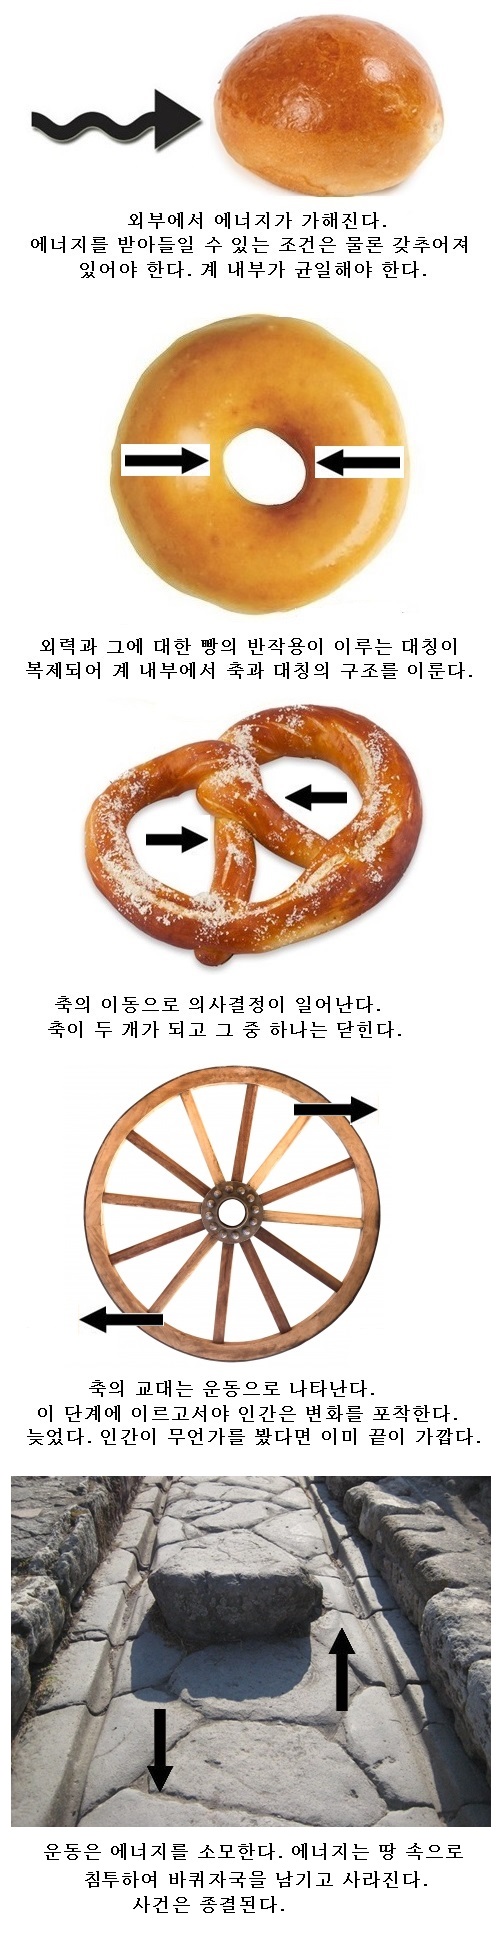 외부에서 에너지가 가해진다.
에너지를 받아들일 수 있는 조건은 물론 갖추어져
있어야 한다. 계 내부가 균일해야 한다.
외력과 그에 대한 빵의 반작용이 이루는 대칭이
복제되어 계 내부에서 축과 대칭의 구조를 이룬다.
축의 이동으로 의사결정이 일어난다.
축이 두 개가 되고 그 중 하나는 닫힌다.
축의 교대는 운동으로 나타난다.
이 단계에 이르고서야 인간은 변화를 포착한다.
늦었다. 인간이 무언가를 봤다면 이미 끝이 가깝다.
운동은 에너지를 소모한다. 에너지는 땅 속으로
침투하여 바퀴자국을 남기고 사라진다.
사건은 종결된다.